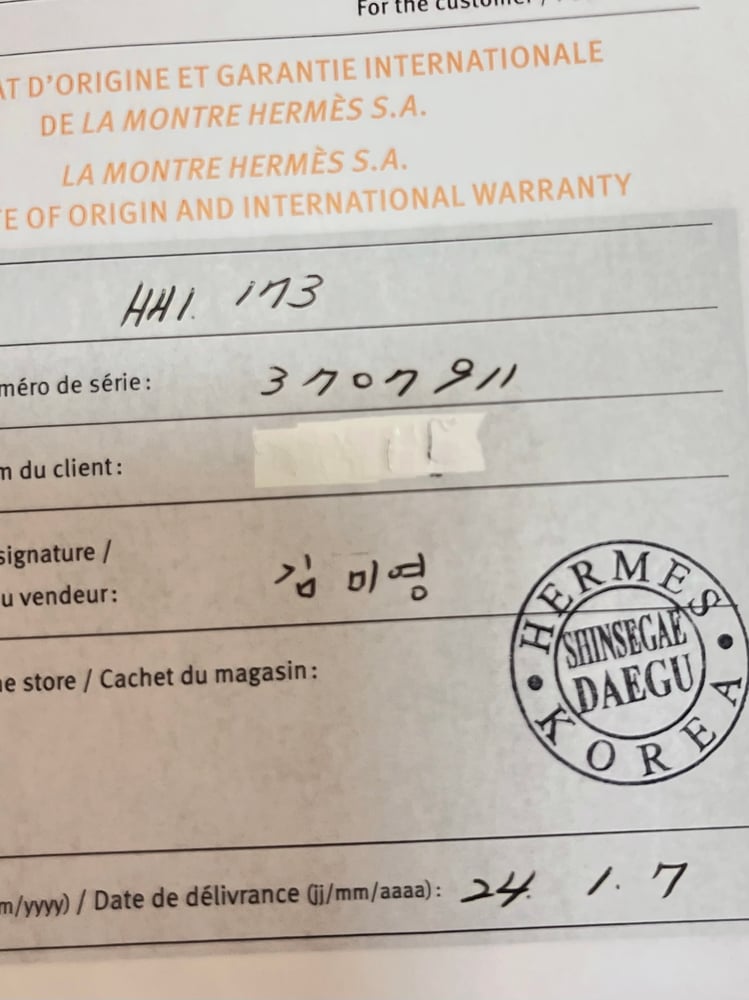 For the customer /
AT D'ORIGINE ET GARANTIE INTERNATIONALE
DE LA MONTRE HERMÈS S.A.
LA MONTRE HERMÈS S.A.
E OF ORIGIN AND INTERNATIONAL WARRANTY
HH1. 173
méro de série: 3707911
m du client:
signature /
u vendeur: 김미영
HERMES
SHINSEGAE
DAEGU
KOREA
e store / Cachet du magasin:
m/yyyy) / Date de délivrance (jj/mm/aaaa): 24. 1. 7